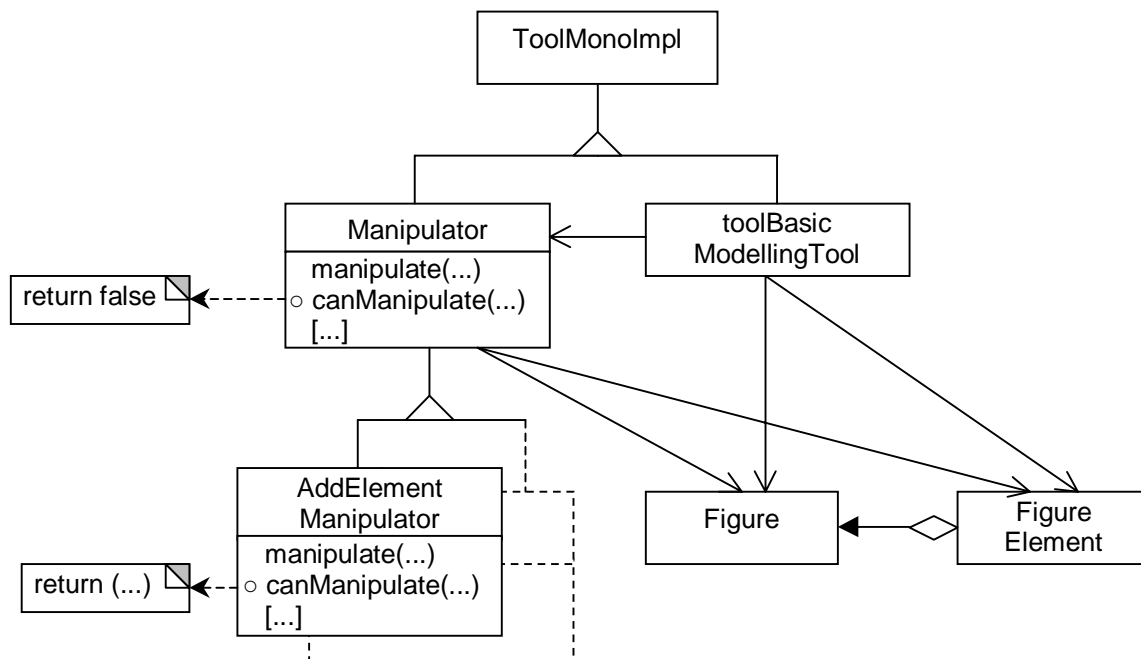 ToolMonoImpl
Manipulator
toolBasic
ModellingTool
manipulate(...)
return false
○ canManipulate(...)
[...]
AddElement
Manipulator
Figure
Figure
Element
manipulate(...)
return (...)
○ canManipulate(...)
[...]